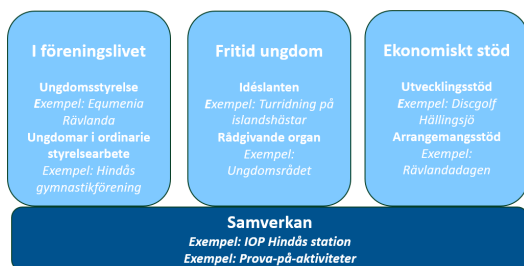 I föreningslivet
Ungdomsstyrelse
Exempel: Equmenia
Rävlanda
Ungdomar i ordinarie
styrelsearbete
Exempel: Hindås
gymnastikförening
Fritid ungdom
Idéslanten
Exempel: Turridning på
islandshästar
Rådgivande organ
Exempel:
Ungdomsrådet
Ekonomiskt stöd
Utvecklingsstöd
Exempel: Discgolf
Hällingsjö
Arrangemangsstöd
Exempel:
Rävlandadagen
Samverkan
Exempel: IOP Hindås station
Exempel: Prova-på-aktiviteter